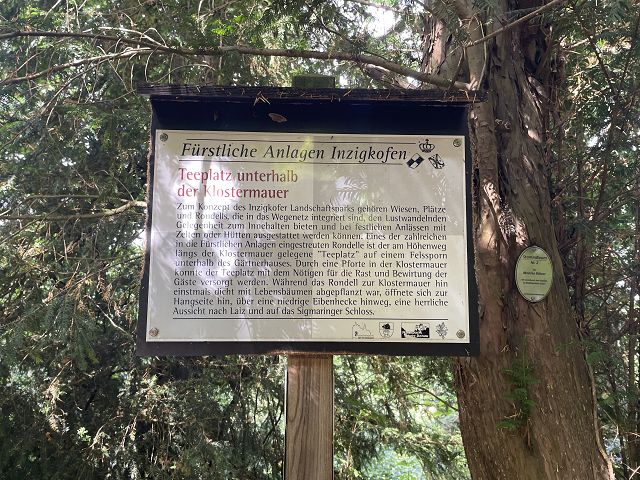 Fürstliche Anlagen Inzigkofen
Teeplatz unterhalb
der Klostermauer
Zum Konzept des Inzigkofer Landschaftsparks gehören Wiesen, Plätze
und Rondells, die in das Wegenetz integriert sind, den Lustwandelnden
Gelegenheit zum Innehalten bieten und bei festlichen Anlässen mit
Zelten oder Hütten ausgestattet werden können. Eines der zahlreichen
in die Fürstlichen Anlagen eingestreuten Rondelle ist der am Höhenweg
längs der Klostermauer gelegene "Teeplatz" auf einem Felssporn
unterhalb des Gärtnerhauses. Durch eine Pforte in der Klostermauer
konnte der Teeplatz mit dem Nötigen für die Rast und Bewirtung der
Gäste versorgt werden. Während das Rondell zur Klostermauer hin
einstmals dicht mit Lebensbäumen abgepflanzt war, öffnete sich zur
Hangseite hin, über eine niedrige Eibenhecke hinweg, eine herrliche
Aussicht nach Laiz und auf das Sigmaringer Schloss.